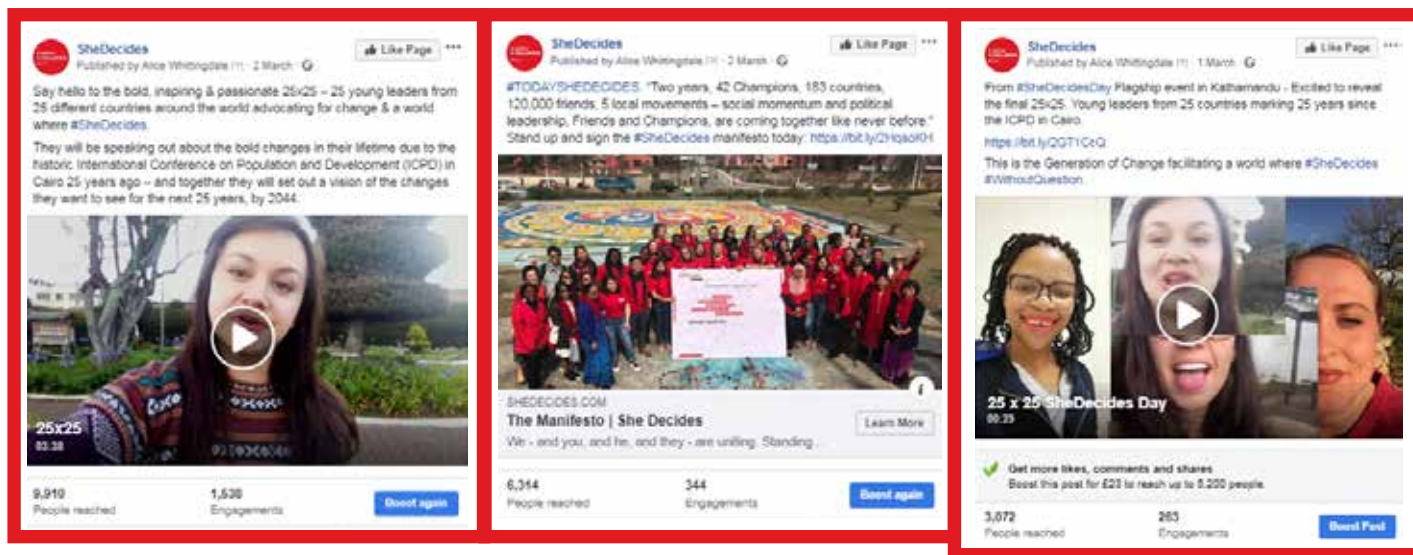 SheDecides
Like Page
Published by Alice Whittingdale · 2 March ·
Say hello to the bold, inspiring & passionate 25x25 – 25 young leaders from
25 different countries around the world advocating for change & a world
where #SheDecides.
They will be speaking out about the bold changes in their lifetime due to the
historic International Conference on Population and Development (ICPD) in
Cairo 25 years ago – and together they will set out a vision of the changes
they want to see for the next 25 years, by 2044.
25x25
03:38
9,910
People reached
1,538
Engagements
Boost again
SheDecides
Like Page
Published by Alice Whittingdale · 2 March ·
#TODAYSHEDECIDES. "Two years, 42 Champions, 183 countries,
120,000 friends, 5 local movements – social momentum and political
leadership, Friends and Champions, are coming together like never before."
Stand up and sign the #SheDecides manifesto today:
SHEDECIDES.COM
The Manifesto | She Decides
Learn More
We - and you, and he, and they - are uniting. Standing ...
6,314
People reached
344
Engagements
Boost again
SheDecides
Like Page
Published by Alice Whittingdale · 1 March ·
From #SheDecidesDay Flagship event in Kathamandu - Excited to reveal
the final 25x25. Young leaders from 25 countries marking 25 years since
the ICPD in Cairo.
This is the Generation of Change facilitating a world where #SheDecides
#WithoutQuestion.
25 x 25 SheDecides Day
00:25
Get more likes, comments and shares
Boost this post for £23 to reach up to 8,200 people.
3,072
People reached
263
Engagements
Boost Post